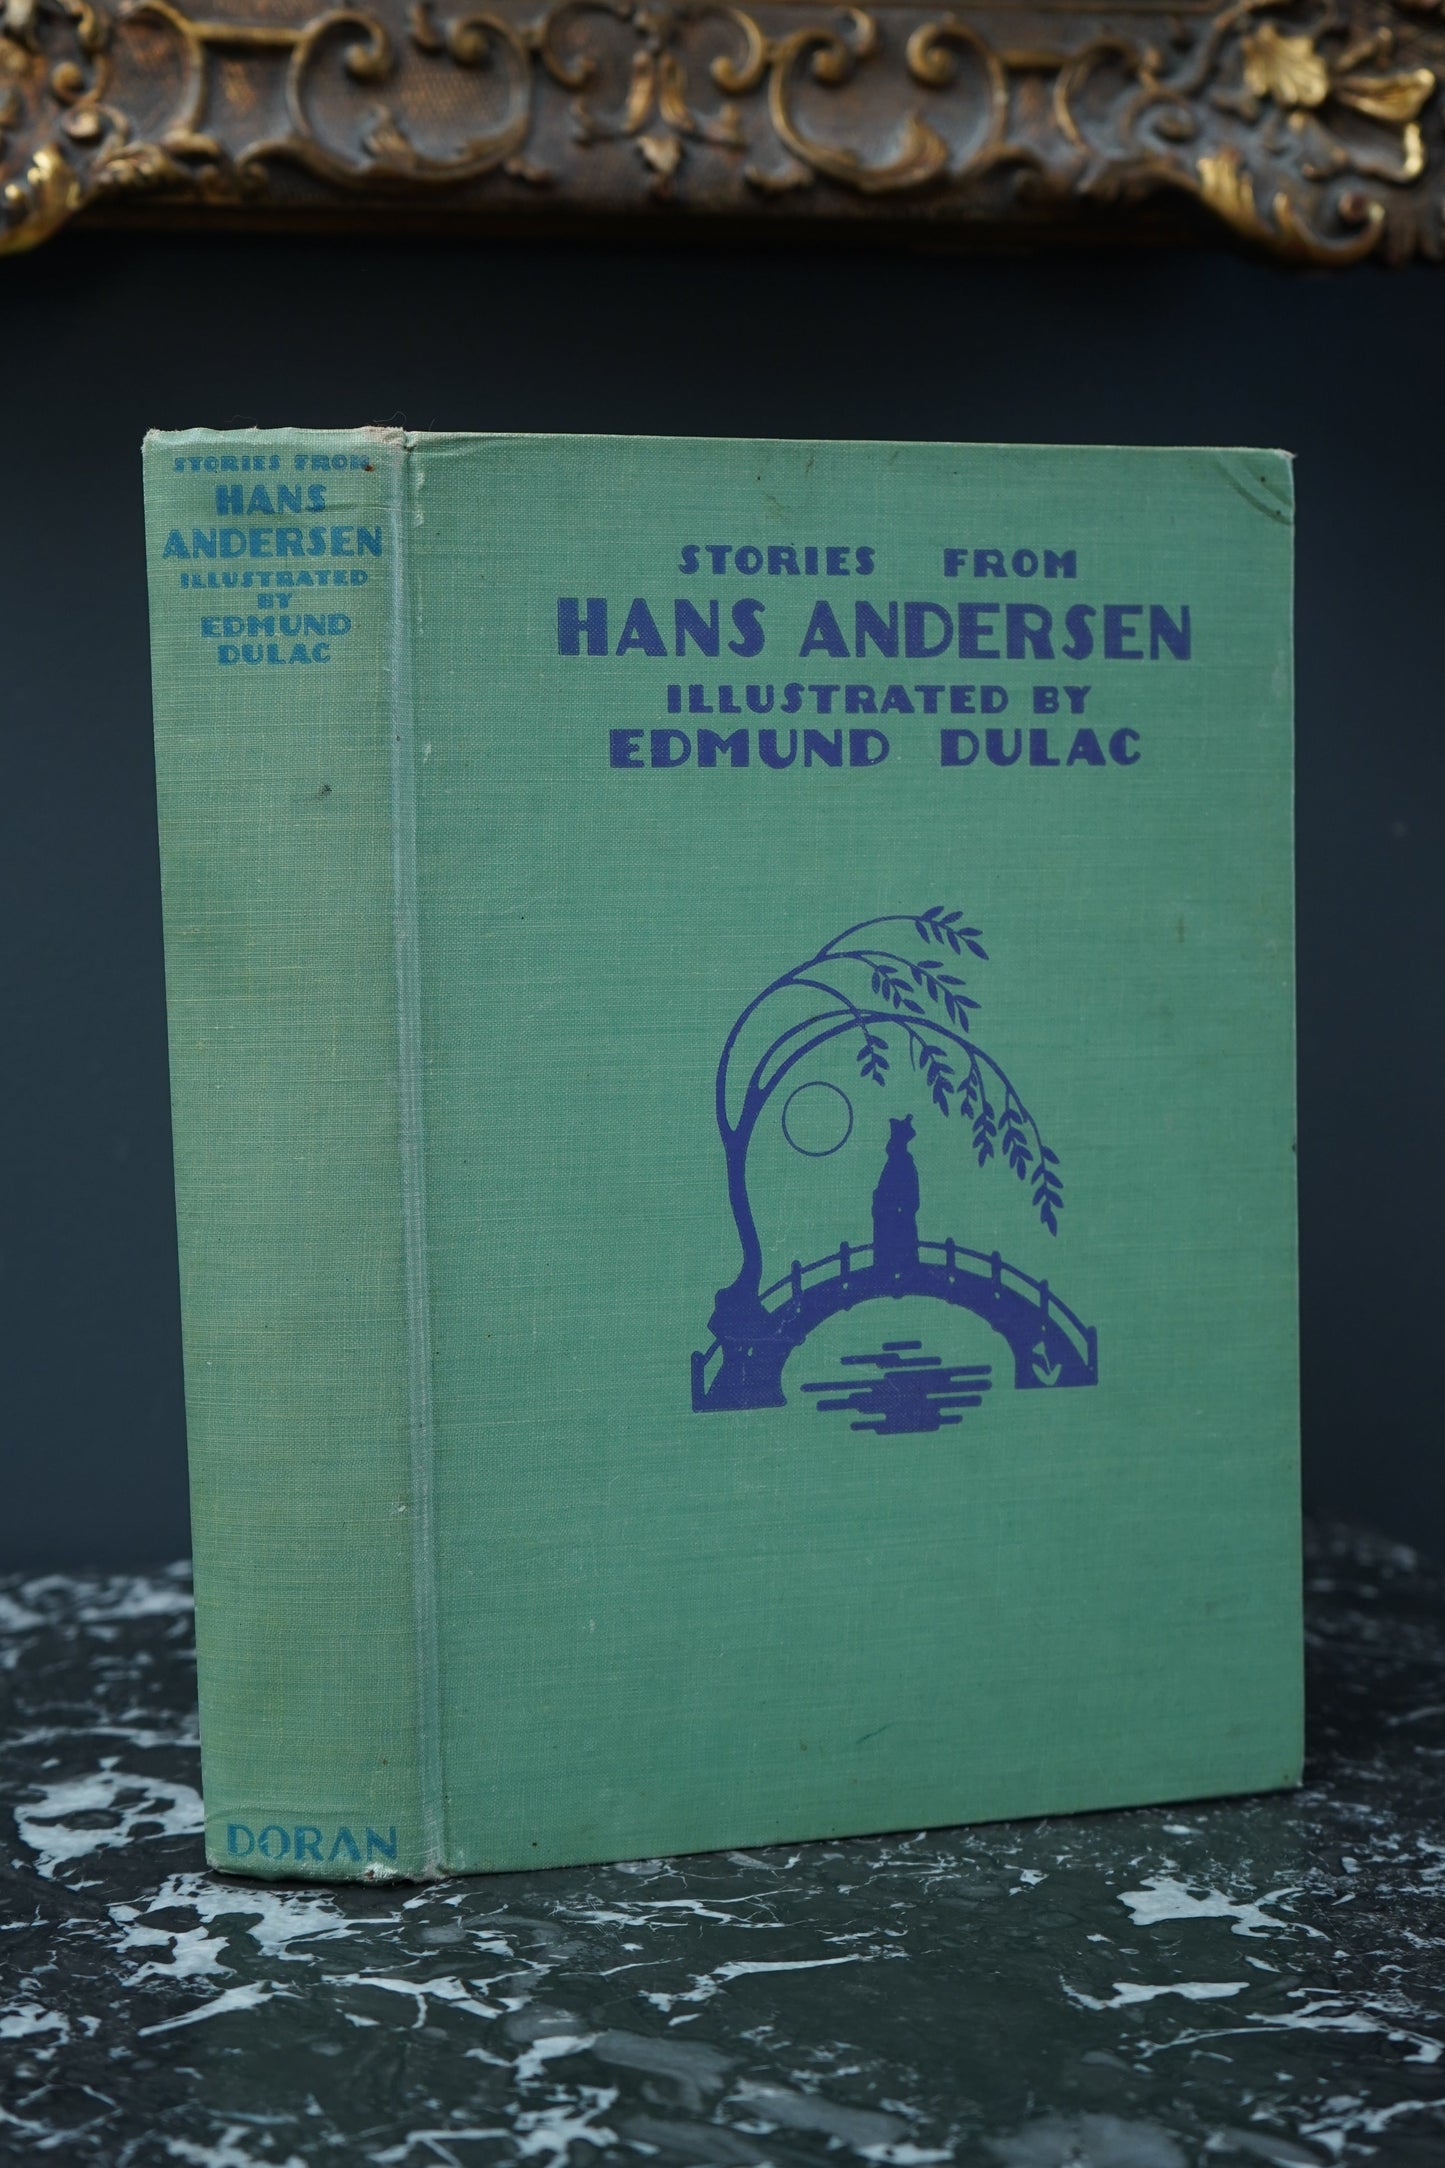 STORIES FROM
HANS
ANDERSEN
ILLUSTRATED
BY
EDMUND
DULAC
DORAN
STORIES FROM
HANS ANDERSEN
ILLUSTRATED BY
EDMUND DULAC